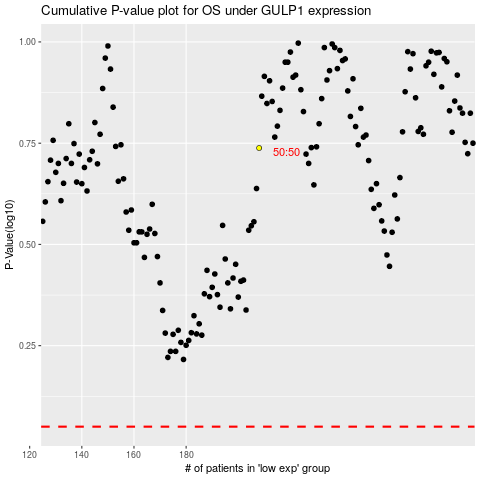 Cumulative P-value plot for OS under GULP1 expression
1.00
0.75
50:50
P-Value(log10)
0.50
0.25
120 140 160 180
# of patients in 'low exp' group